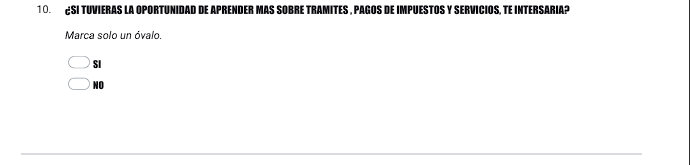 10. ¿SI TUVIERAS LA OPORTUNIDAD DE APRENDER MAS SOBRE TRAMITES , PAGOS DE IMPUESTOS Y SERVICIOS, TE INTERSARIA?
Marca solo un óvalo.
SI
NO